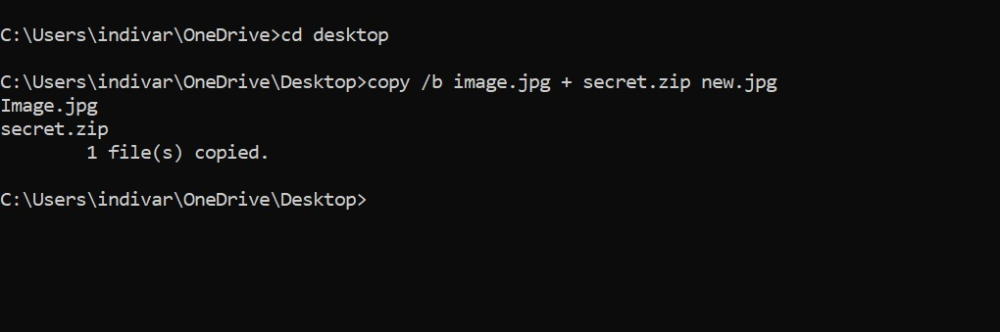 C:\Users\indivar\OneDrive>cd desktop
C:\Users\indivar\OneDrive\Desktop>copy /b image.jpg + secret.zip new.jpg
Image.jpg
secret.zip
        1 file(s) copied.
C:\Users\indivar\OneDrive\Desktop>